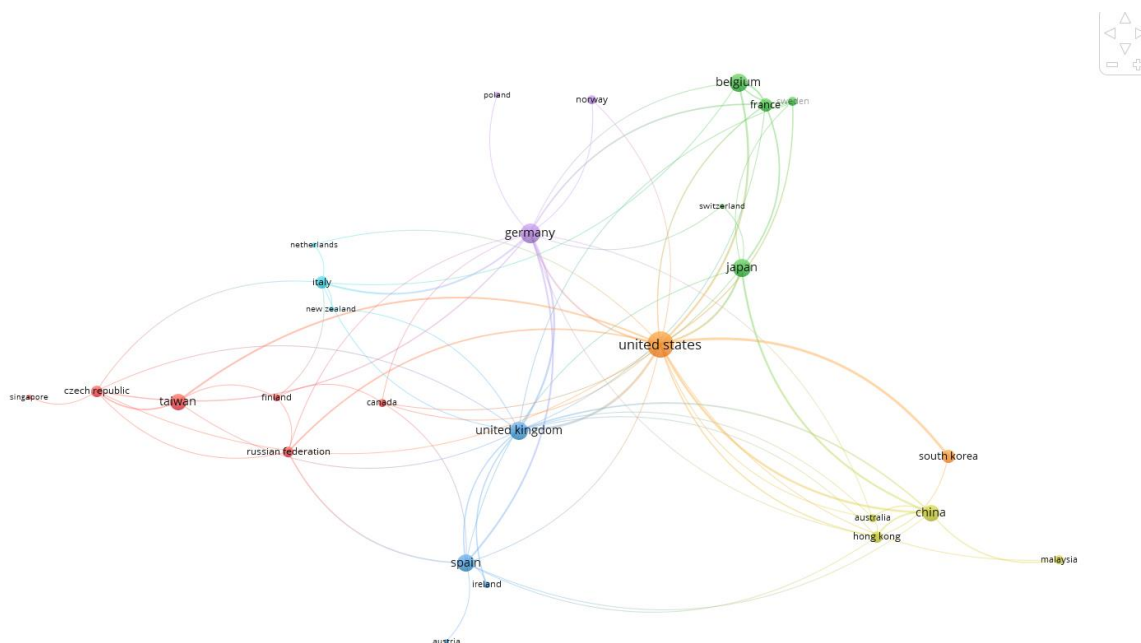 belgium
poland
norway
france
sweden
switzerland
germany
netherlands
japan
italy
new zealand
united states
czech republic
singapore
taiwan
finland
canada
united kingdom
russian federation
south korea
china
australia
hong kong
malaysia
spain
ireland
austria